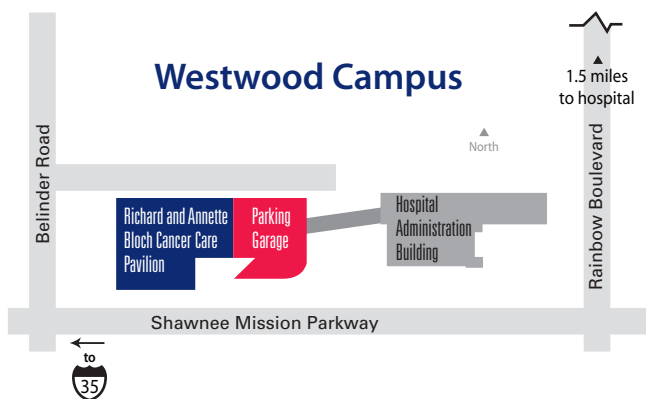 Westwood Campus
1.5 miles
to hospital
North
Belinder Road
Rainbow Boulevard
Richard and Annette
Bloch Cancer Care
Pavilion
Parking
Garage
Hospital
Administration
Building
Shawnee Mission Parkway
to
35